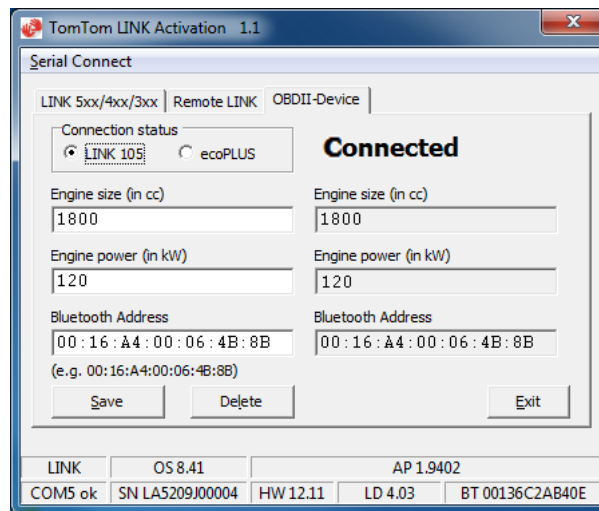 TomTom LINK Activation 1.1
Serial Connect
LINK 5xx/4xx/3xx Remote LINK OBDII-Device
Connection status
LINK 105 ecoPLUS
Connected
Engine size (in cc) Engine size (in cc)
1800 1800
Engine power (in kW) Engine power (in kW)
120 120
Bluetooth Address Bluetooth Address
00:16:A4:00:06:4B:8B 00:16:A4:00:06:4B:8B
(e.g. 00:16:A4:00:06:4B:8B)
Save Delete Exit
LINK OS 8.41 AP 1.9402
COM5 ok SN LA5209J00004 HW 12.11 LD 4.03 BT 00136C2AB40E